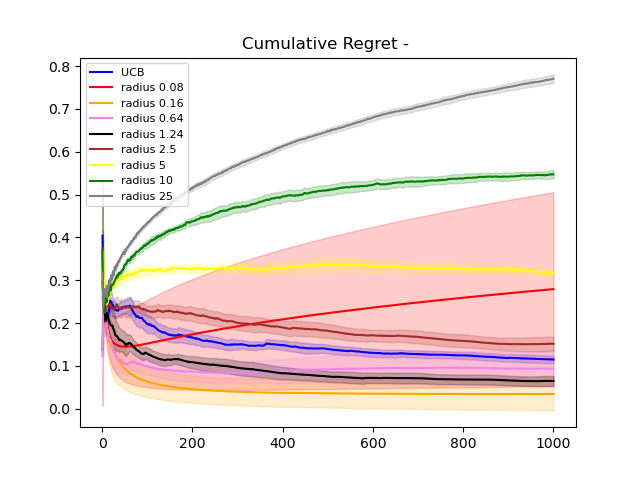 Cumulative Regret -
UCB
radius 0.08
radius 0.16
radius 0.64
radius 1.24
radius 2.5
radius 5
radius 10
radius 25
0.8
0.7
0.6
0.5
0.4
0.3
0.2
0.1
0.0
0 200 400 600 800 1000